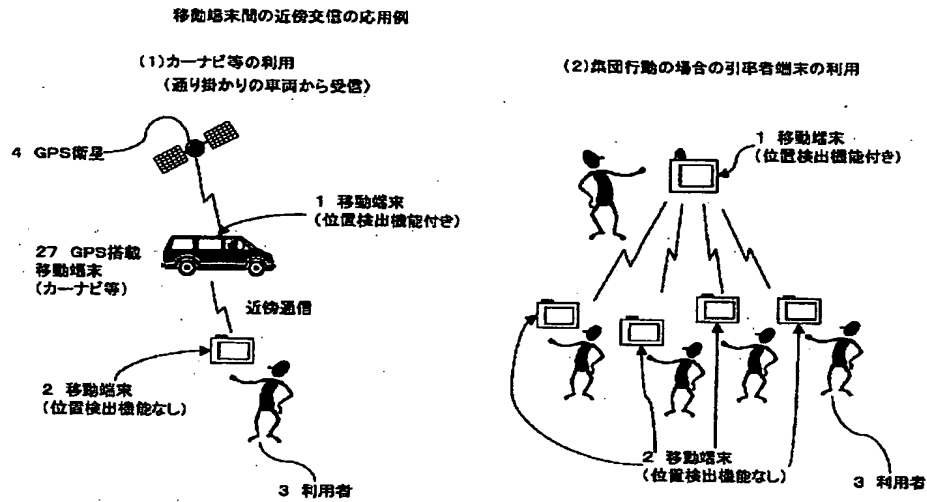 移動端末間の近傍交信の応用例
(1)カーナビ等の利用
(通り掛かりの車両から受信)
4 GPS衛星
1 移動端末
(位置検出機能付き)
27 GPS搭載
移動端末
(カーナビ等)
近傍通信
2 移動端末
(位置検出機能なし)
3 利用者
(2)集団行動の場合の引率者端末の利用
1 移動端末
(位置検出機能付き)
2 移動端末
(位置検出機能なし)
3 利用者